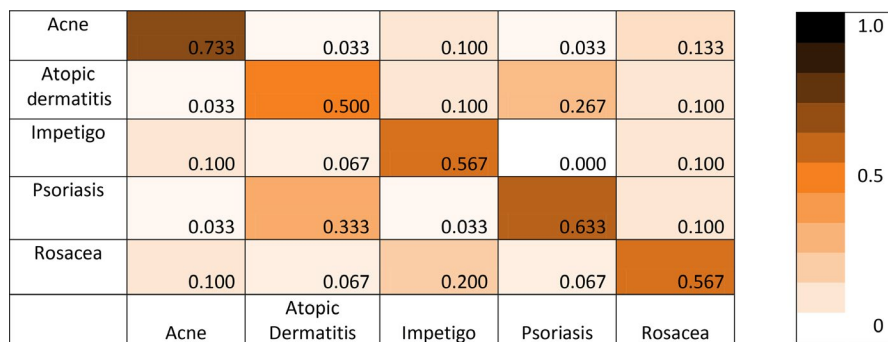 Acne 0.733 0.033 0.100 0.033 0.133
Atopic
dermatitis 0.033 0.500 0.100 0.267 0.100
Impetigo 0.100 0.067 0.567 0.000 0.100
Psoriasis 0.033 0.333 0.033 0.633 0.100
Rosacea 0.100 0.067 0.200 0.067 0.567
Acne Atopic Dermatitis Impetigo Psoriasis Rosacea
1.0
0.5
0